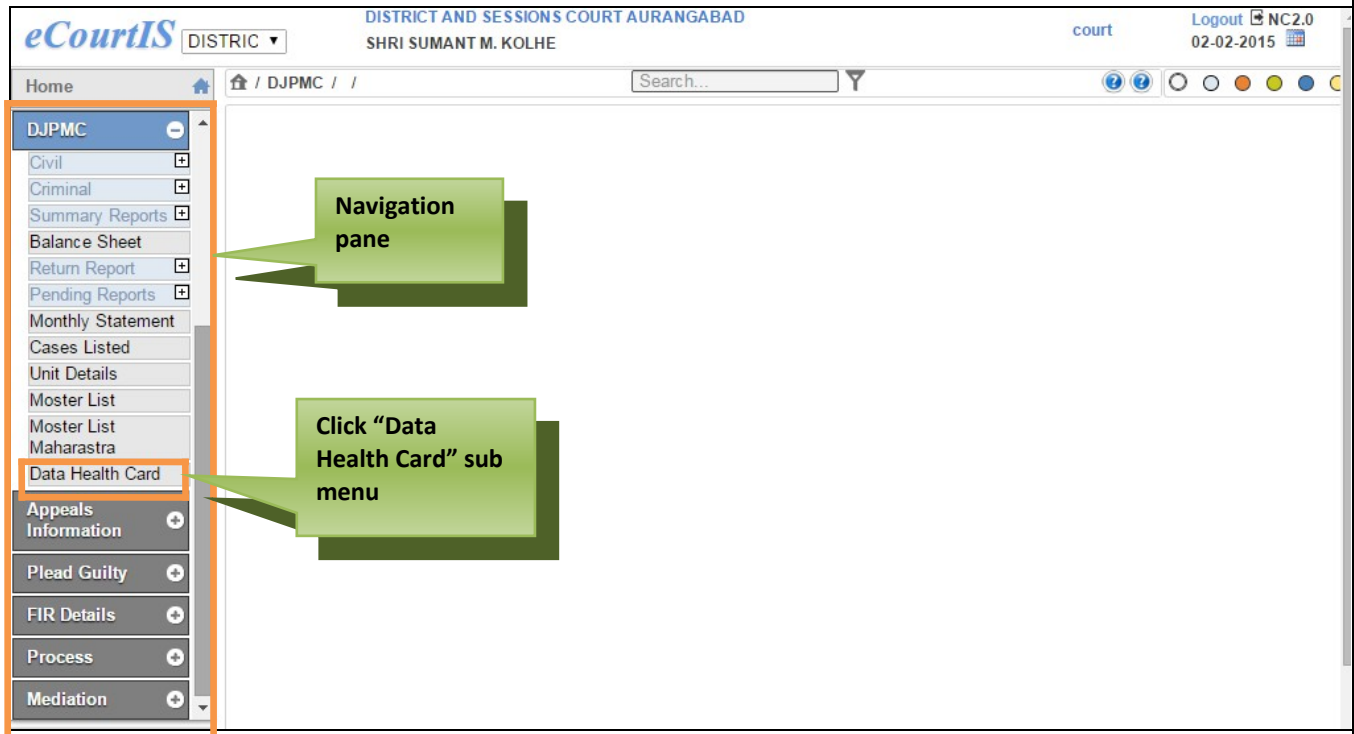 eCourtIS DISTRIC
DISTRICT AND SESSIONS COURT AURANGABAD
SHRI SUMANT M. KOLHE
court
Logout NC2.0
02-02-2015
Home
/ DJPMC / /
Search...
DJPMC
Civil
Criminal
Summary Reports
Balance Sheet
Return Report
Pending Reports
Monthly Statement
Cases Listed
Unit Details
Moster List
Moster List
Maharastra
Data Health Card
Appeals
Information
Plead Guilty
FIR Details
Process
Mediation
Navigation
pane
Click “Data
Health Card” sub
menu